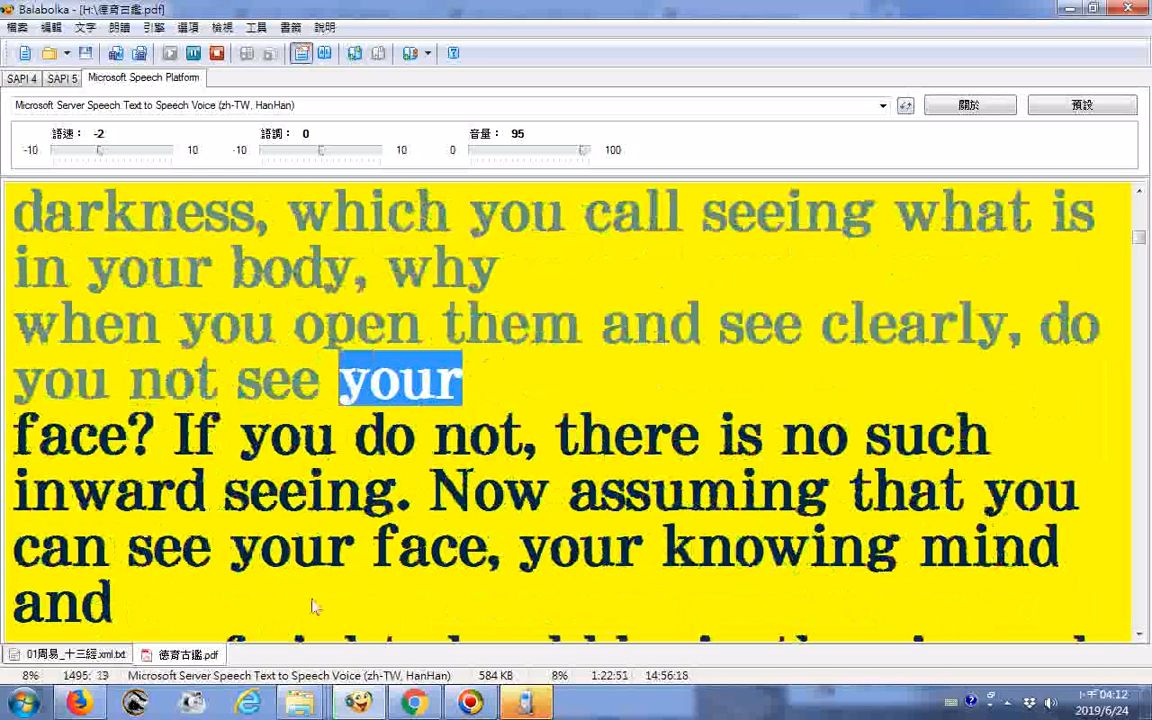 Balabolka - [H:\德育古鑑.pdf]
檔案 編輯 文字 朗讀 引擎 選項 檢視 工具 書籤 說明
SAPI 4 SAPI 5 Microsoft Speech Platform
Microsoft Server Speech Text to Speech Voice (zh-TW, HanHan)
關於 預設
語速： -2 語調： 0 音量： 95
-10 10 -10 10 0 100
darkness, which you call seeing what is
in your body, why
when you open them and see clearly, do
you not see your
face? If you do not, there is no such
inward seeing. Now assuming that you
can see your face, your knowing mind
and
01周易_十三經.xml.txt 德育古鑑.pdf
8% 1495: 13 Microsoft Server Speech Text to Speech Voice (zh-TW, HanHan) 584 KB 8% 1:22:51 14:56:18
下午 04:12
2019/6/24